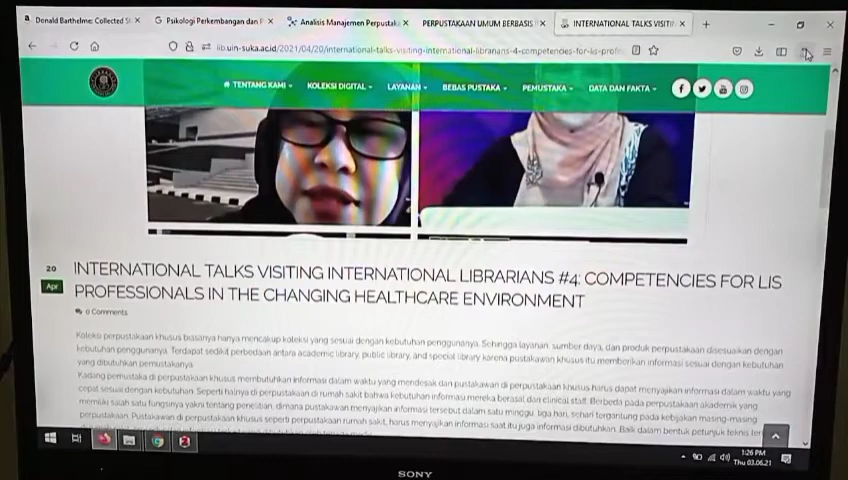 Donald Barthelme: Collected St
Psikologi Perkembangan dan P
Analisis Manajemen Perpustaka
PERPUSTAKAAN UMUM BERBASIS
INTERNATIONAL TALKS VISITI
lib.uin-suka.ac.id/2021/04/20/international-talks-visiting-international-librarians-4-competencies-for-lis-profe
TENTANG KAMI
KOLEKSI DIGITAL
LAYANAN
BEBAS PUSTAKA
PEMUSTAKA
DATA DAN FAKTA
20
Apr
INTERNATIONAL TALKS VISITING INTERNATIONAL LIBRARIANS #4: COMPETENCIES FOR LIS
PROFESSIONALS IN THE CHANGING HEALTHCARE ENVIRONMENT
0 Comments
Koleksi perpustakaan khusus biasanya hanya mencakup koleksi yang sesuai dengan kebutuhan penggunanya. Sehingga layanan, sumber daya, dan produk perpustakaan disesuaikan dengan
kebutuhan penggunanya. Terdapat sedikit perbedaan antara academic library, public library, and special library karena pustakawan khusus itu memberikan informasi sesuai dengan kebutuhan
yang dibutuhkan pemustakanya.
Kadang pemustaka di perpustakaan khusus membutuhkan informasi dalam waktu yang mendesak dan pustakawan di perpustakaan khusus harus dapat menyajikan informasi dalam waktu yang
cepat sesuai dengan kebutuhan. Seperti halnya di perpustakaan di rumah sakit bahwa kebutuhan informasi mereka berasal dari clinical staff. Berbeda pada perpustakaan akademik yang
memiliki salah satu fungsinya yakni tentang penelitian, dimana pustakawan menyajikan informasi tersebut dalam satu minggu, tiga hari, sehari tergantung pada kebijakan masing-masing
perpustakaan. Pustakawan di perpustakaan khusus seperti perpustakaan rumah sakit, harus menyajikan informasi saat itu juga informasi dibutuhkan. Baik dalam bentuk petunjuk teknis
1:26 PM
Thu 03.06.21
SONY